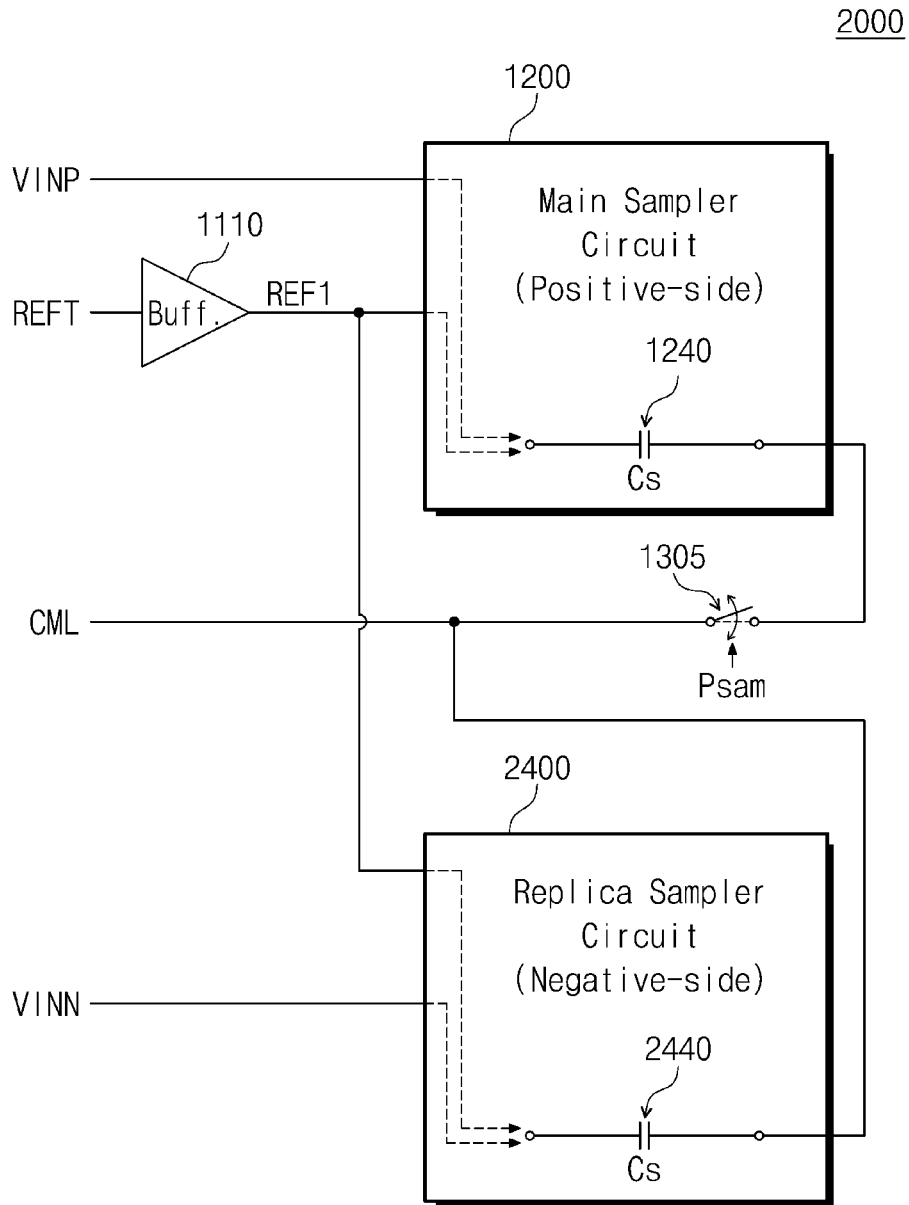 2000
1200
VINP
Main Sampler
Circuit
(Positive-side)
1110
REFT
Buff.
REF1
1240
Cs
1305
CML
Psam
2400
Replica Sampler
Circuit
(Negative-side)
VINN
2440
Cs